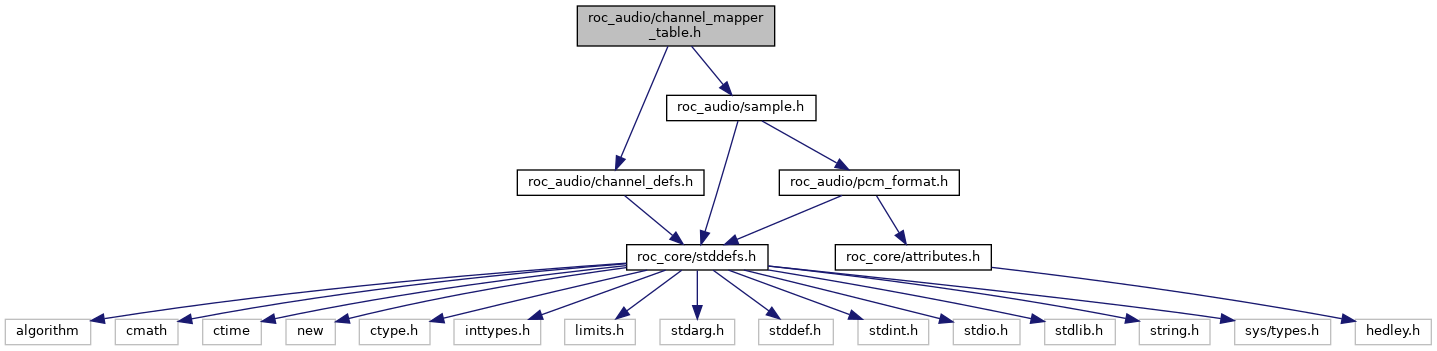 roc_audio/channel_mapper
_table.h
roc_audio/sample.h
roc_audio/channel_defs.h
roc_audio/pcm_format.h
roc_core/stddefs.h
roc_core/attributes.h
algorithm
cmath
ctime
new
ctype.h
inttypes.h
limits.h
stdarg.h
stddef.h
stdint.h
stdio.h
stdlib.h
string.h
sys/types.h
hedley.h